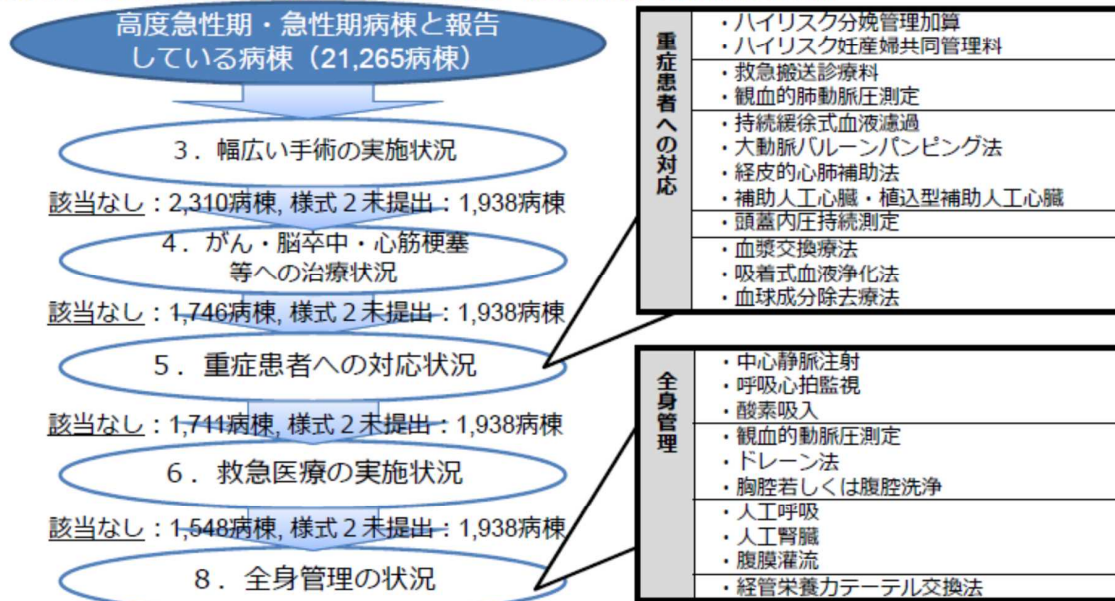 高度急性期・急性期病棟と報告
している病棟（21,265病棟）
3．幅広い手術の実施状況
該当なし：2,310病棟, 様式２未提出：1,938病棟
4．がん・脳卒中・心筋梗塞
等への治療状況
該当なし：1,746病棟, 様式２未提出：1,938病棟
5．重症患者への対応状況
該当なし：1,711病棟, 様式２未提出：1,938病棟
6．救急医療の実施状況
該当なし：1,548病棟, 様式２未提出：1,938病棟
8．全身管理の状況
重症患者への対応
・ハイリスク分娩管理加算
・ハイリスク妊産婦共同管理料
・救急搬送診療料
・観血的肺動脈圧測定
・持続緩徐式血液濾過
・大動脈バルーンパンピング法
・経皮的心肺補助法
・補助人工心臓・植込型補助人工心臓
・頭蓋内圧持続測定
・血漿交換療法
・吸着式血液浄化法
・血球成分除去療法
全身管理
・中心静脈注射
・呼吸心拍監視
・酸素吸入
・観血的動脈圧測定
・ドレーン法
・胸腔若しくは腹腔洗浄
・人工呼吸
・人工腎臓
・腹膜灌流
・経管栄養カテーテル交換法